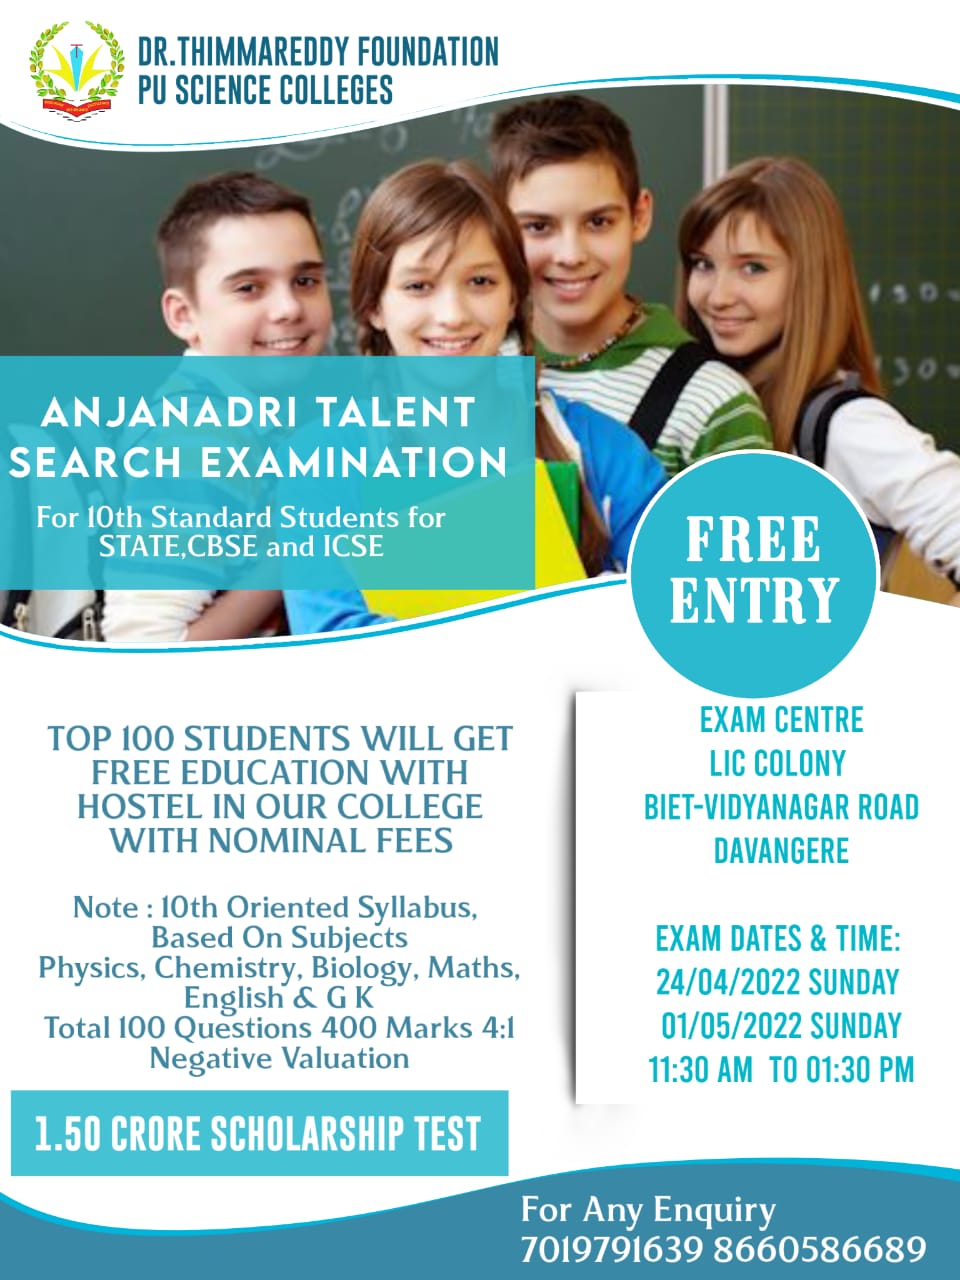 DR.THIMMAREDDY FOUNDATION
PU SCIENCE COLLEGES
ANJANADRI TALENT
SEARCH EXAMINATION
For 10th Standard Students for
STATE,CBSE and ICSE
FREE
ENTRY
TOP 100 STUDENTS WILL GET
FREE EDUCATION WITH
HOSTEL IN OUR COLLEGE
WITH NOMINAL FEES
Note : 10th Oriented Syllabus,
Based On Subjects
Physics, Chemistry, Biology, Maths,
English & G K
Total 100 Questions 400 Marks 4:1
Negative Valuation
1.50 CRORE SCHOLARSHIP TEST
EXAM CENTRE
LIC COLONY
BIET-VIDYANAGAR ROAD
DAVANGERE
EXAM DATES & TIME:
24/04/2022 SUNDAY
01/05/2022 SUNDAY
11:30 AM  TO 01:30 PM
For Any Enquiry
7019791639 8660586689